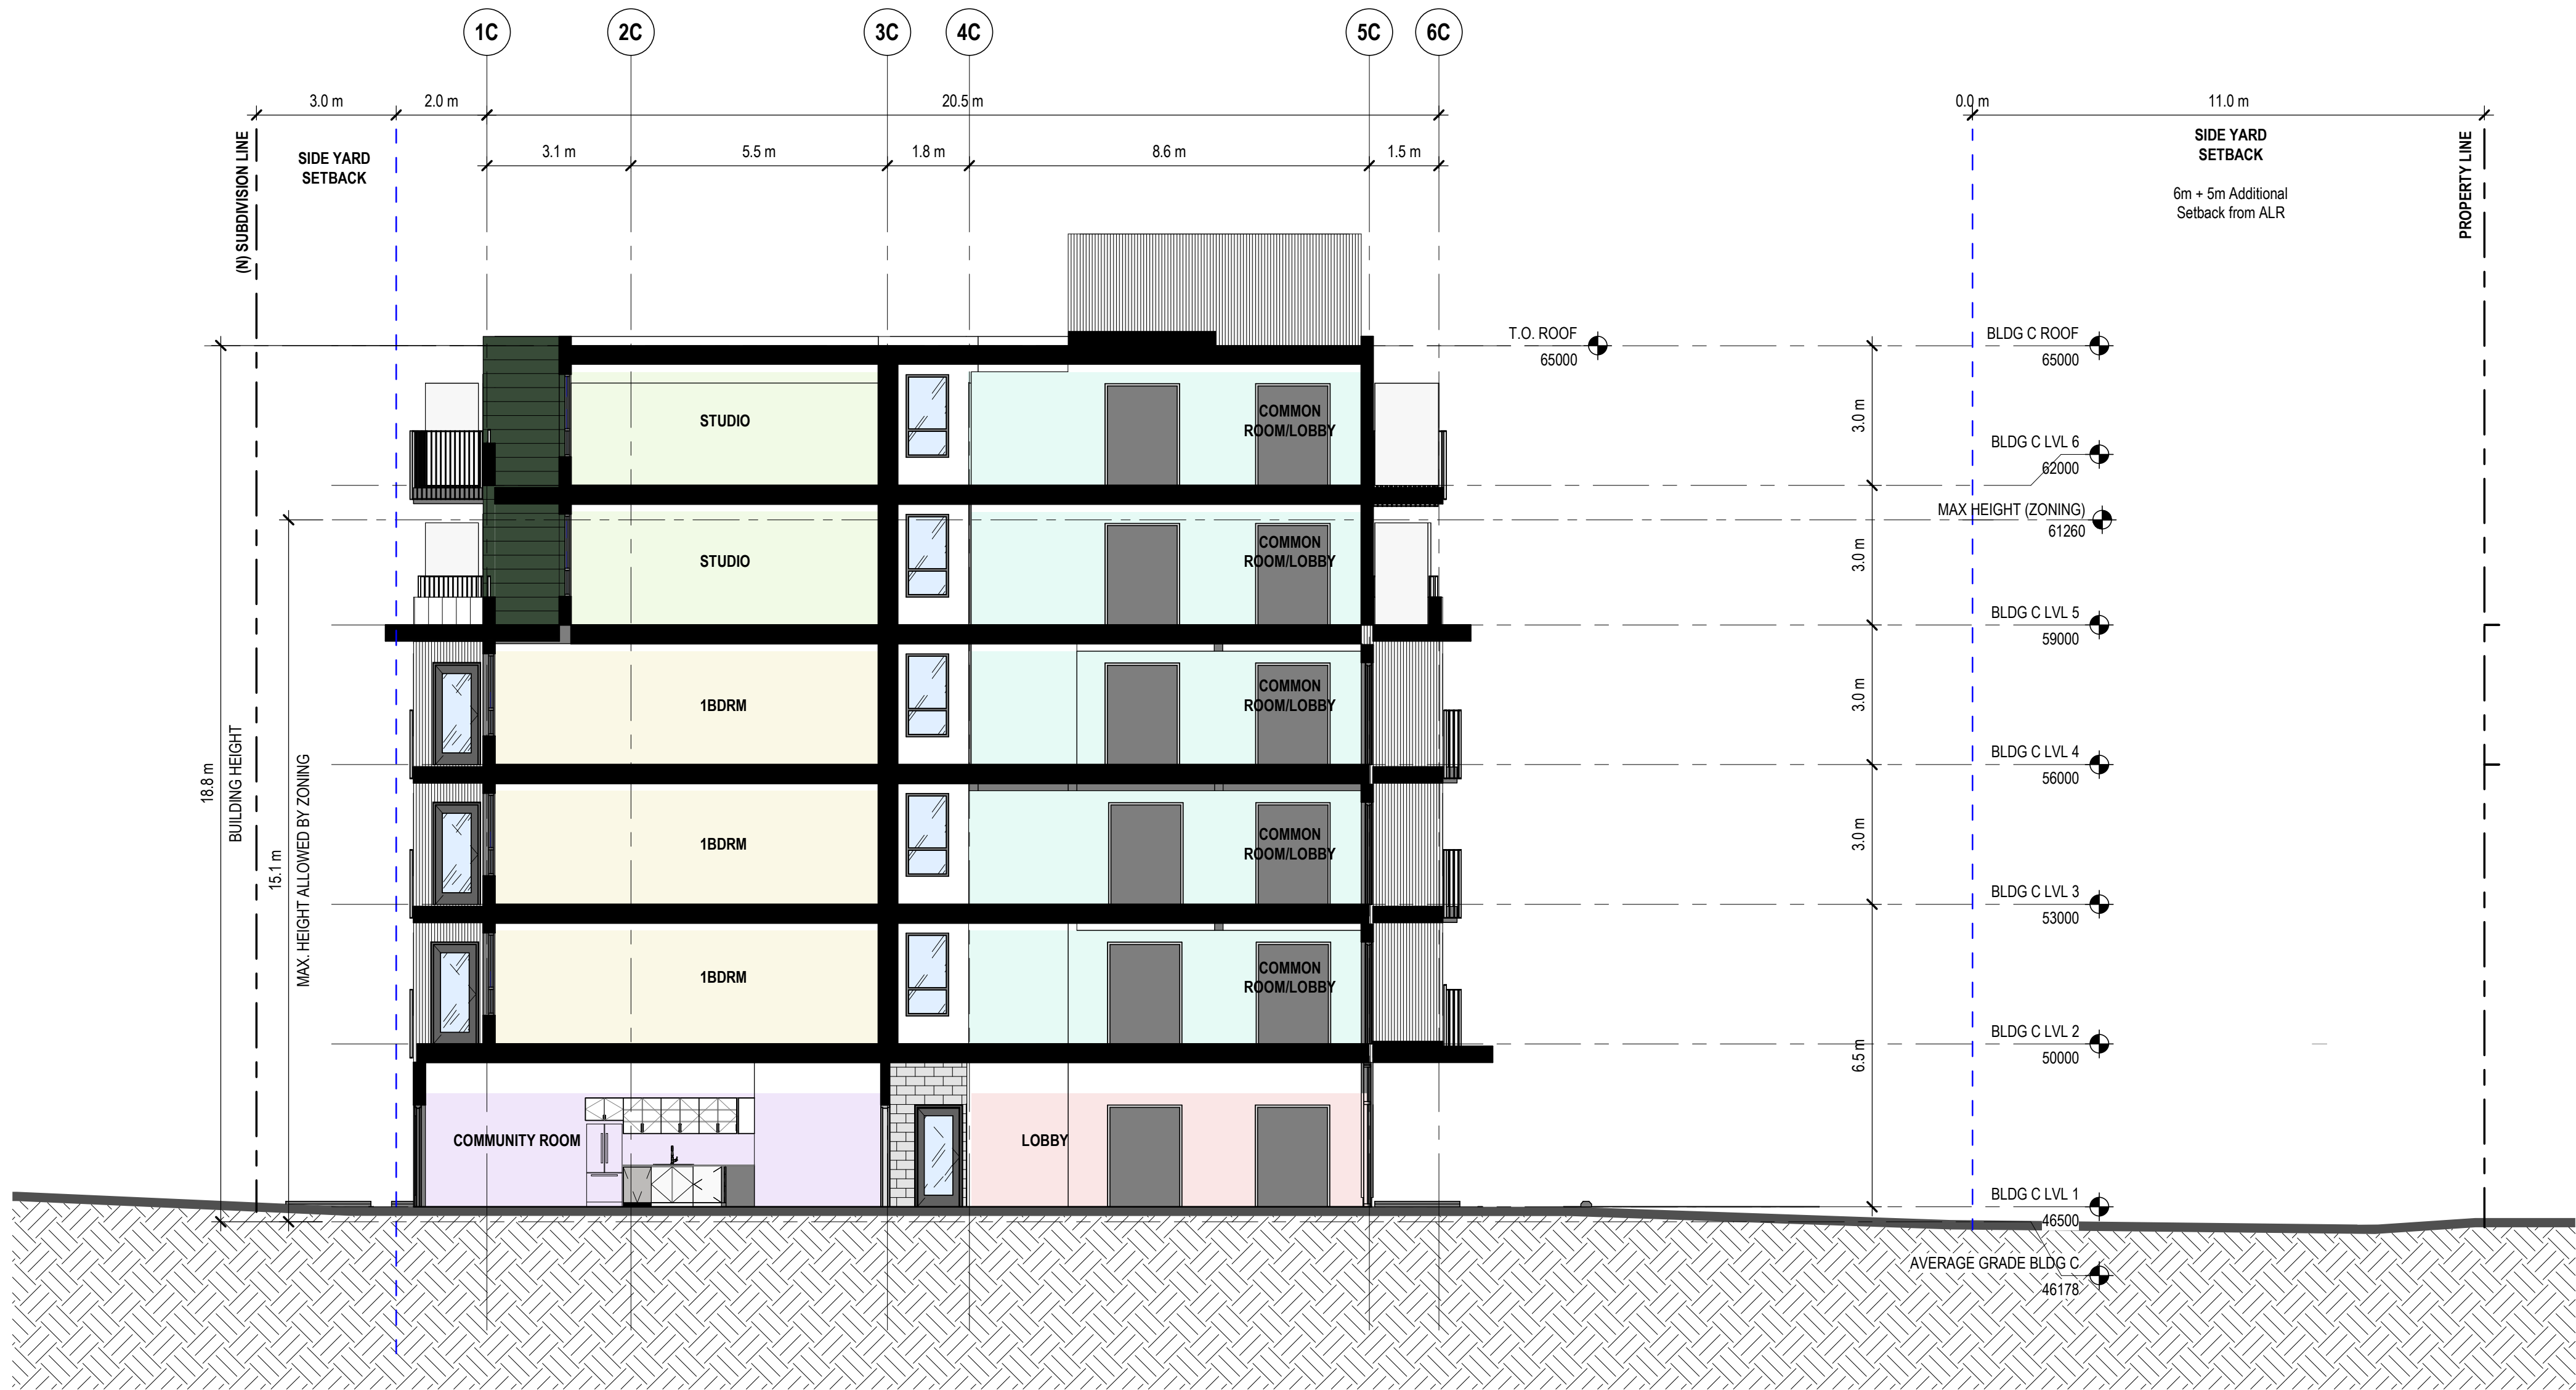 1C
2C
3C
4C
5C
6C
3.0 m
2.0 m
20.5 m
0.0 m
11.0 m
3.1 m
5.5 m
1.8 m
8.6 m
1.5 m
(N) SUBDIVISION LINE
SIDE YARD
SETBACK
SIDE YARD
SETBACK
6m + 5m Additional
Setback from ALR
PROPERTY LINE
T.O. ROOF
65000
BLDG C ROOF
65000
STUDIO
COMMON
ROOM/LOBBY
3.0 m
BLDG C LVL 6
62000
MAX HEIGHT (ZONING)
61260
STUDIO
COMMON
ROOM/LOBBY
3.0 m
BLDG C LVL 5
59000
1BDRM
COMMON
ROOM/LOBBY
3.0 m
BLDG C LVL 4
56000
18.8 m
BUILDING HEIGHT
15.1 m
MAX. HEIGHT ALLOWED BY ZONING
1BDRM
COMMON
ROOM/LOBBY
3.0 m
BLDG C LVL 3
53000
1BDRM
COMMON
ROOM/LOBBY
6.5 m
BLDG C LVL 2
50000
COMMUNITY ROOM
LOBBY
BLDG C LVL 1
46500
AVERAGE GRADE BLDG C
46178